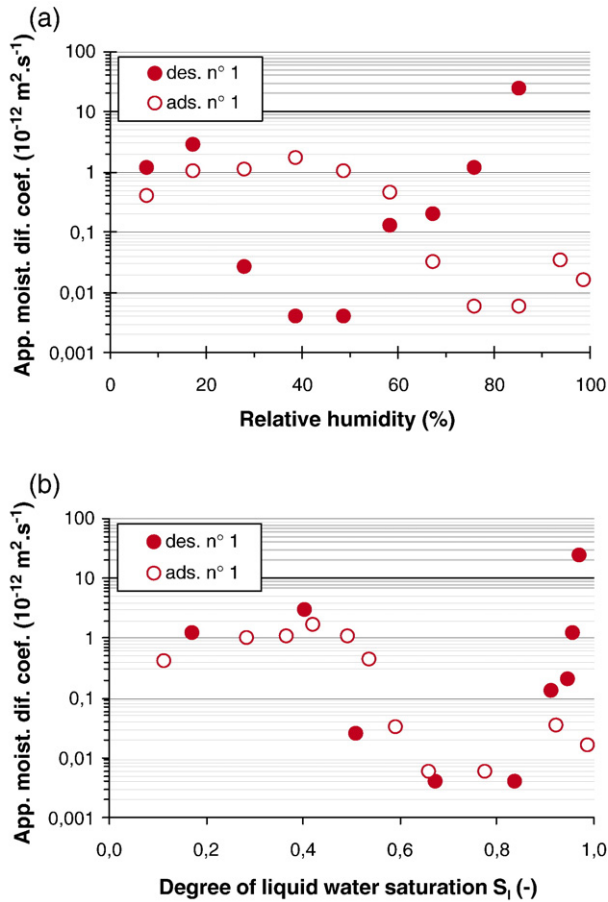 (a)
App. moist. dif. coef. (10⁻¹² m².s⁻¹)
100
10
1
0,1
0,01
0,001
des. n° 1
ads. n° 1
0 20 40 60 80 100
Relative humidity (%)
(b)
App. moist. dif. coef. (10⁻¹² m².s⁻¹)
100
10
1
0,1
0,01
0,001
des. n° 1
ads. n° 1
0,0 0,2 0,4 0,6 0,8 1,0
Degree of liquid water saturation Sₗ (-)